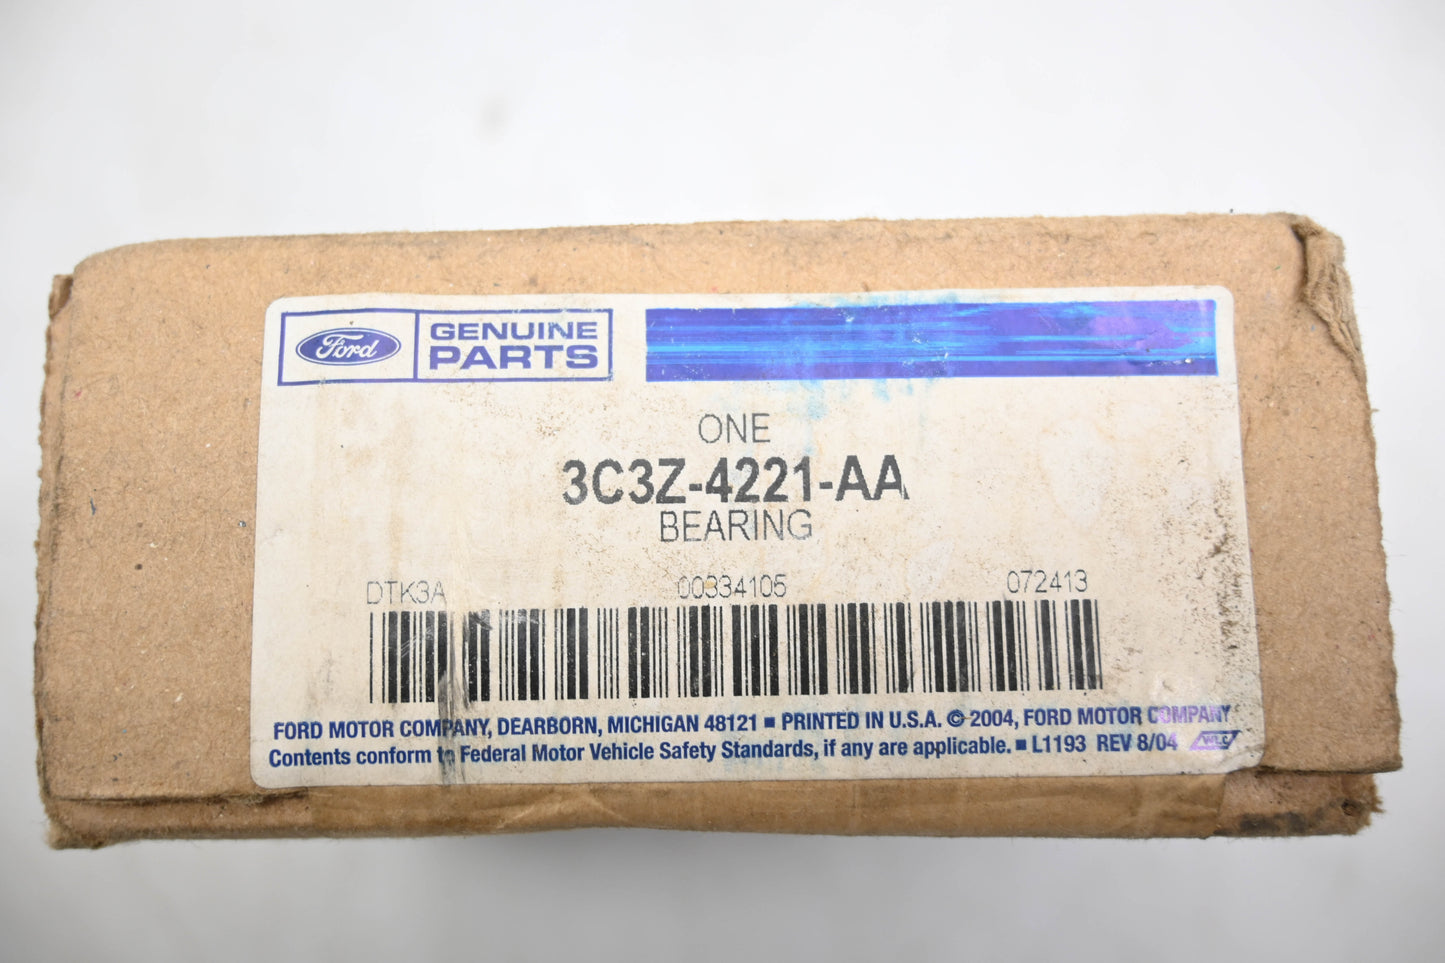 Ford GENUINE PARTS
ONE
3C3Z-4221-AA
BEARING
DTK3A 00334105 072413
FORD MOTOR COMPANY, DEARBORN, MICHIGAN 48121 ▪ PRINTED IN U.S.A. © 2004, FORD MOTOR COMPANY
Contents conform to Federal Motor Vehicle Safety Standards, if any are applicable. ▪ L1193 REV 8/04 WLC